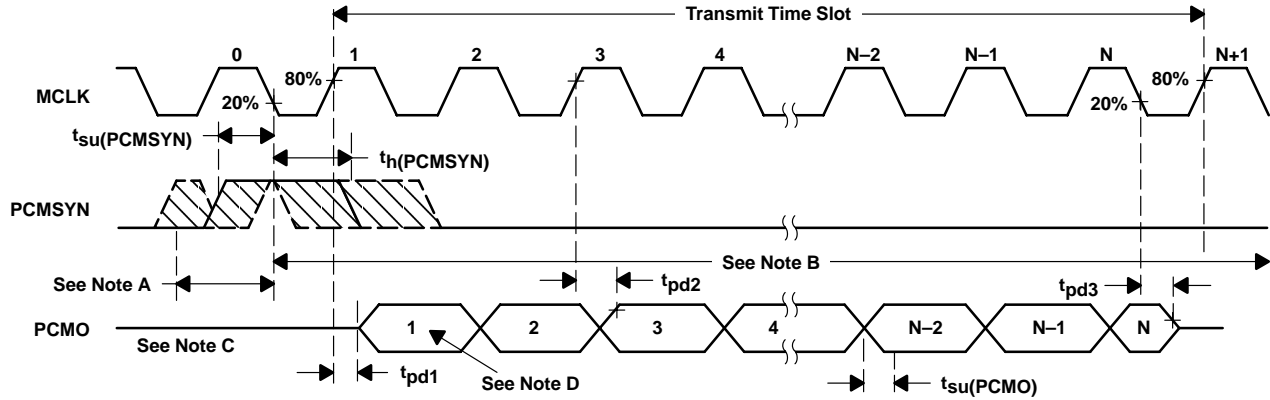 Transmit Time Slot
0 1 2 3 4 N–2 N–1 N N+1
80% 80%
MCLK 20% 20%
tsu(PCMSYN)
th(PCMSYN)
PCMSYN
See Note B
See Note A
tpd2 tpd3
PCMO 1 2 3 4 N–2 N–1 N
See Note C
tpd1 See Note D tsu(PCMO)